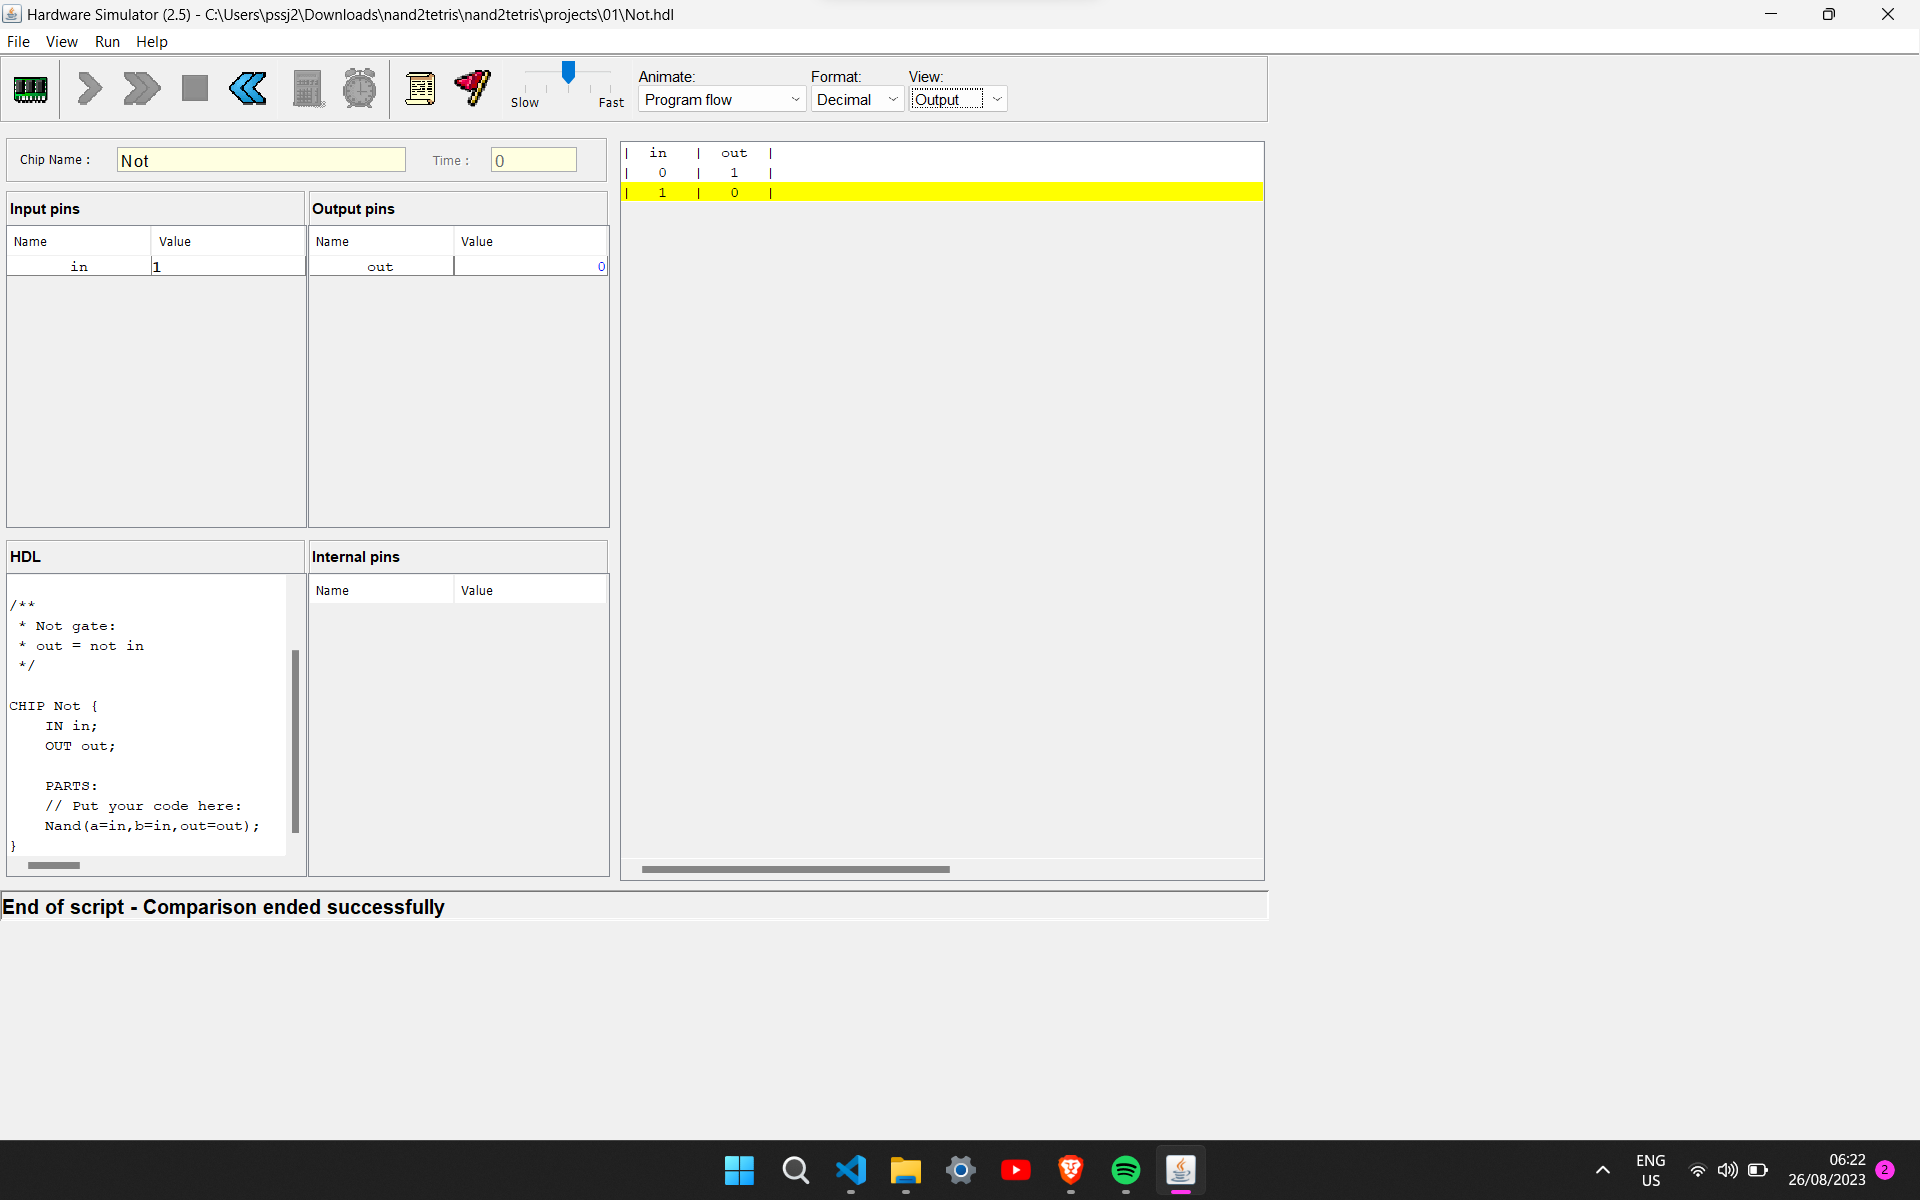 Hardware Simulator (2.5) - C:\Users\pssj2\Downloads\nand2tetris\nand2tetris\projects\01\Not.hdl
File View Run Help
Slow Fast
Animate: Format: View:
Program flow Decimal Output
Chip Name : Not Time : 0
Input pins Output pins
Name Value Name Value
in 1 out 0
| in | out |
| 0 | 1 |
| 1 | 0 |
HDL
/**
* Not gate:
* out = not in
*/
CHIP Not {
IN in;
OUT out;
PARTS:
// Put your code here:
Nand(a=in,b=in,out=out);
}
Internal pins
Name Value
End of script - Comparison ended successfully
ENG
US
06:22
26/08/2023
2